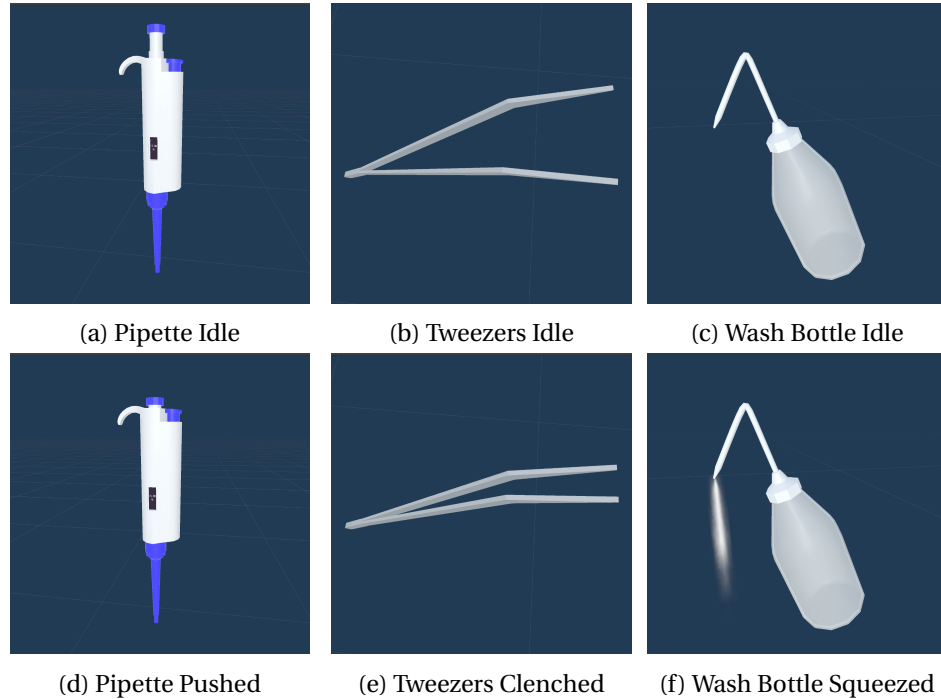 (a) Pipette Idle
(b) Tweezers Idle
(c) Wash Bottle Idle
(d) Pipette Pushed
(e) Tweezers Clenched
(f) Wash Bottle Squeezed